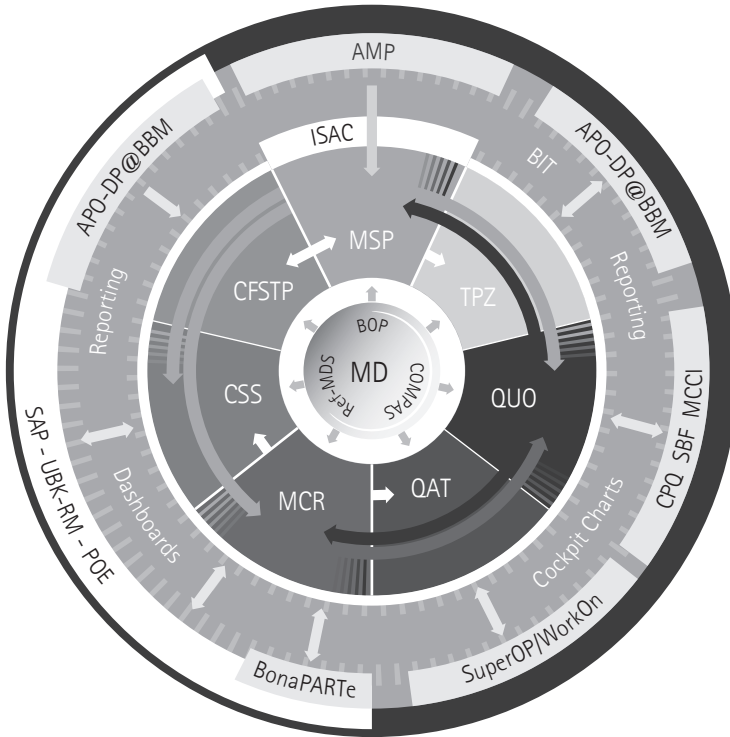 AMP
APO-DP@BBM
APO-DP@BBM
ISAC
BIT
MSP
Reporting
Reporting
CFSTP
TPZ
BOP
MD
Ref-MDS
COMPAS
CSS
QUO
CPQ SBF MCCI
SAP - UBK-RM - POE
Dashboards
MCR
QAT
Cockpit Charts
SuperOP/WorkOn
BonaPARTe